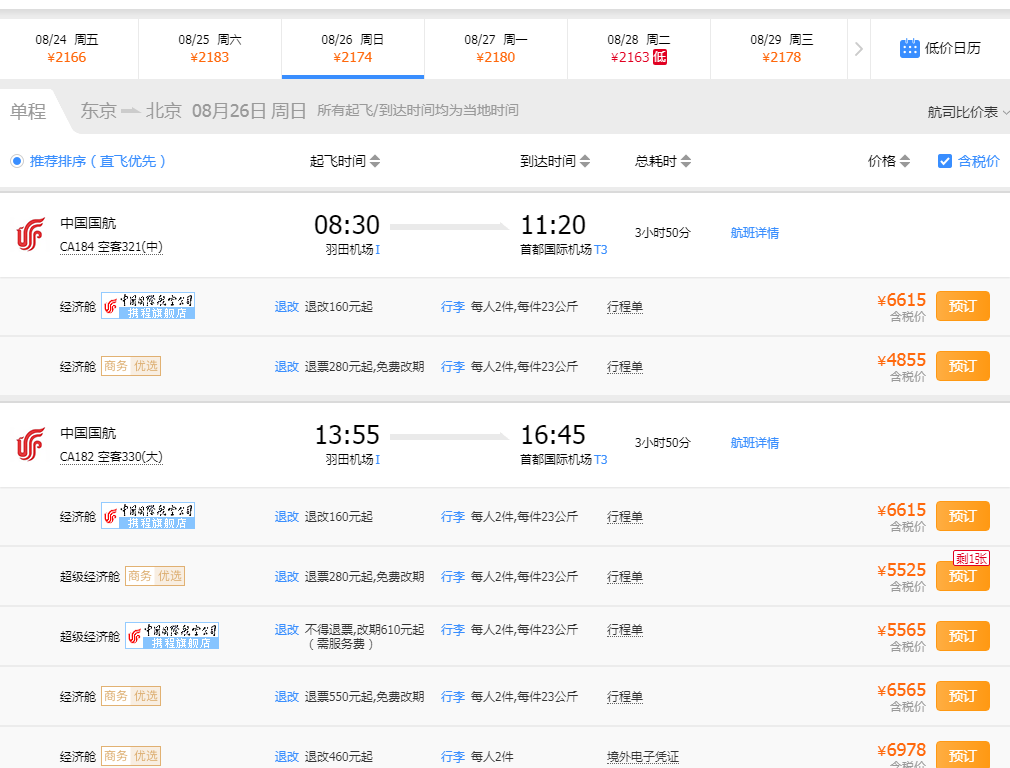 08/24 周五 08/25 周六 08/26 周日 08/27 周一 08/28 周二 08/29 周三
¥2166 ¥2183 ¥2174 ¥2180 ¥2163 低 ¥2178
低价日历
单程 东京 北京 08月26日 周日 所有起飞/到达时间均为当地时间 航司比价表
推荐排序（直飞优先） 起飞时间 到达时间 总耗时 价格 含税价
中国国航 08:30 11:20 3小时50分 航班详情
CA184 空客321(中) 羽田机场I 首都国际机场T3
经济舱 中国国际航空公司 携程旗舰店 退改 退改160元起 行李 每人2件,每件23公斤 行程单 ¥6615 含税价 预订
经济舱 商务 优选 退改 退票280元起,免费改期 行李 每人2件,每件23公斤 行程单 ¥4855 含税价 预订
中国国航 13:55 16:45 3小时50分 航班详情
CA182 空客330(大) 羽田机场I 首都国际机场T3
经济舱 中国国际航空公司 携程旗舰店 退改 退改160元起 行李 每人2件,每件23公斤 行程单 ¥6615 含税价 预订
超级经济舱 商务 优选 退改 退票280元起,免费改期 行李 每人2件,每件23公斤 行程单 ¥5525 含税价 剩1张 预订
超级经济舱 中国国际航空公司 携程旗舰店 退改 不得退票,改期610元起 行李 每人2件,每件23公斤 行程单 ¥5565 含税价 预订
（需服务费）
经济舱 商务 优选 退改 退票550元起,免费改期 行李 每人2件,每件23公斤 行程单 ¥6565 含税价 预订
经济舱 商务 优选 退改 退改460元起 行李 每人2件 境外电子凭证 ¥6978 含税价 预订